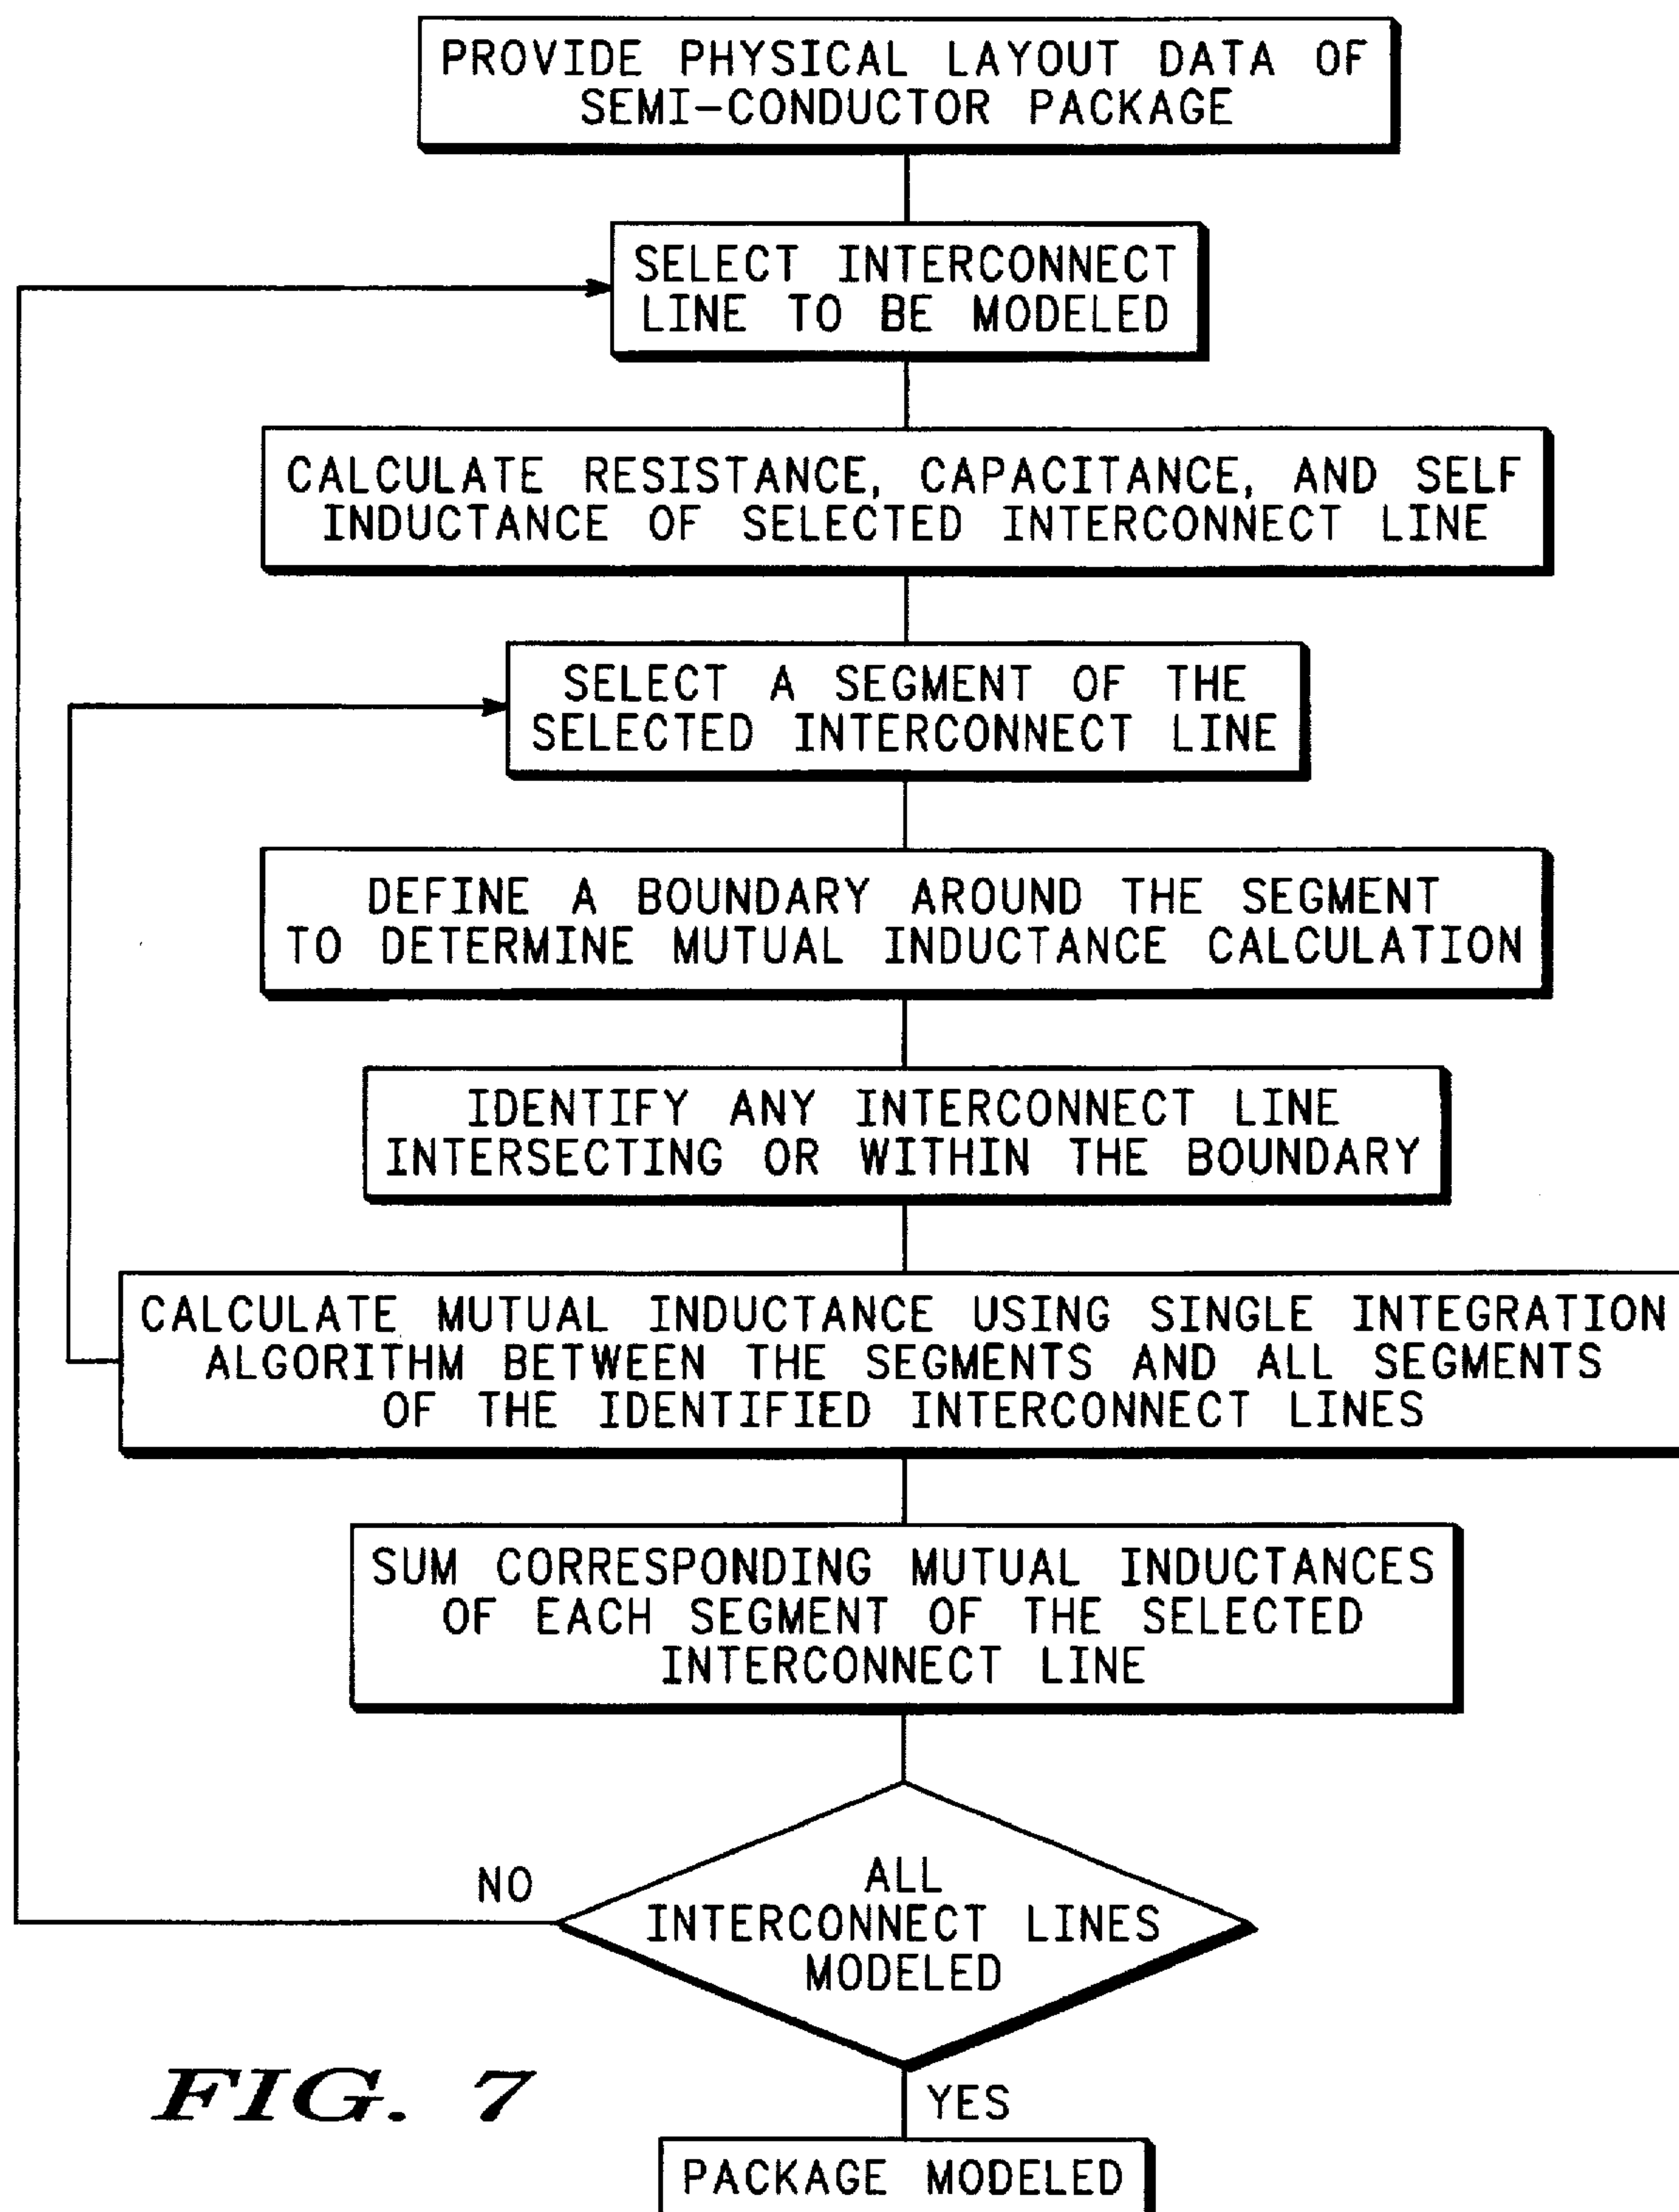 PROVIDE PHYSICAL LAYOUT DATA OF
SEMI-CONDUCTOR PACKAGE
SELECT INTERCONNECT
LINE TO BE MODELED
CALCULATE RESISTANCE, CAPACITANCE, AND SELF
INDUCTANCE OF SELECTED INTERCONNECT LINE
SELECT A SEGMENT OF THE
SELECTED INTERCONNECT LINE
DEFINE A BOUNDARY AROUND THE SEGMENT
TO DETERMINE MUTUAL INDUCTANCE CALCULATION
IDENTIFY ANY INTERCONNECT LINE
INTERSECTING OR WITHIN THE BOUNDARY
CALCULATE MUTUAL INDUCTANCE USING SINGLE INTEGRATION
ALGORITHM BETWEEN THE SEGMENTS AND ALL SEGMENTS
OF THE IDENTIFIED INTERCONNECT LINES
SUM CORRESPONDING MUTUAL INDUCTANCES
OF EACH SEGMENT OF THE SELECTED
INTERCONNECT LINE
NO
ALL
INTERCONNECT LINES
MODELED
YES
PACKAGE MODELED
FIG. 7